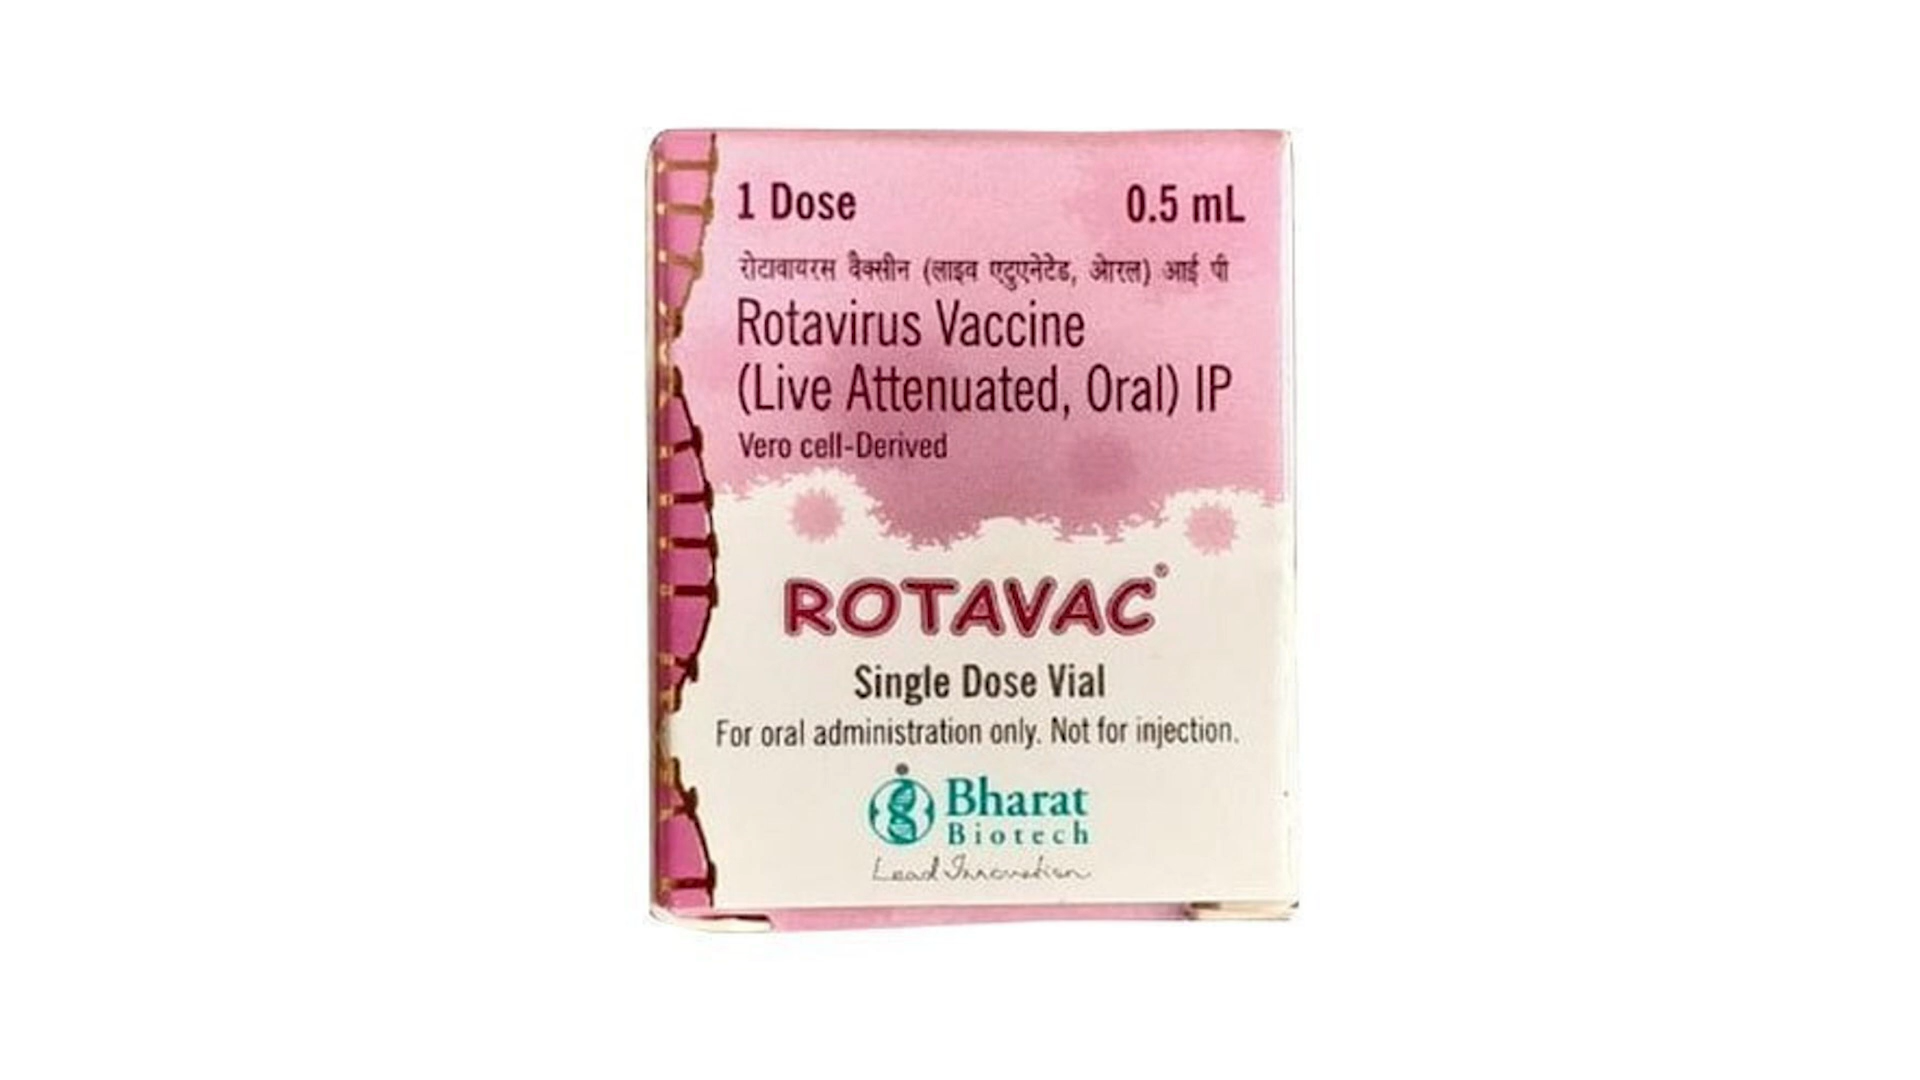 1 Dose 0.5 mL
रोटावायरस वैक्सीन (लाइव एटुएनेटेड, ओरल) आई पी
Rotavirus Vaccine
(Live Attenuated, Oral) IP
Vero cell-Derived
ROTAVAC®
Single Dose Vial
For oral administration only. Not for injection.
Bharat
Biotech
Lead Innovation